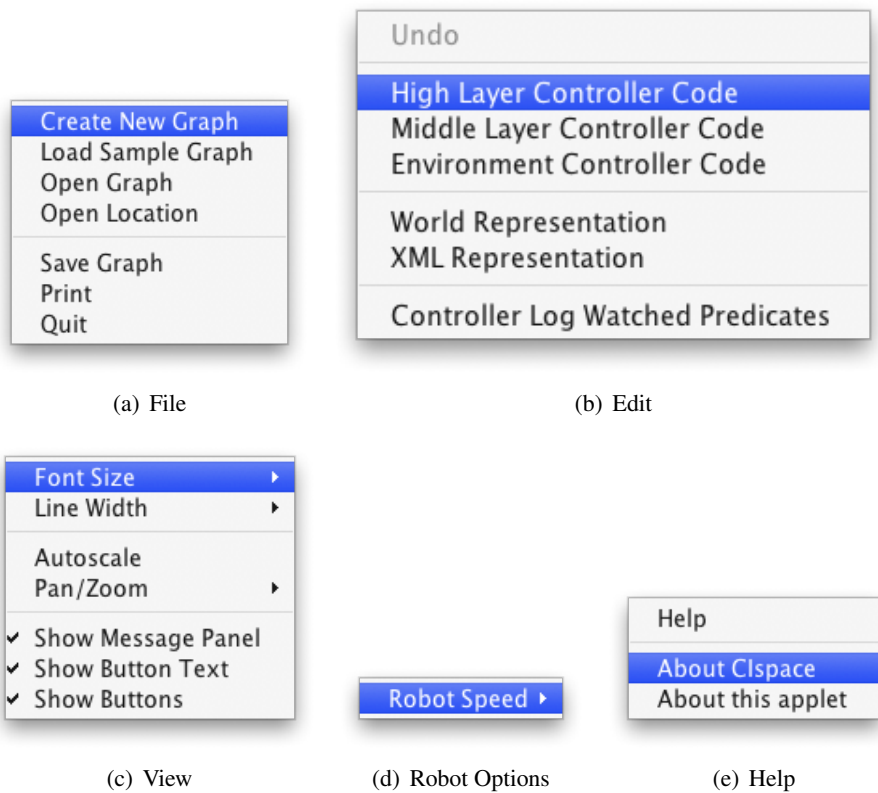 Undo
High Layer Controller Code
Middle Layer Controller Code
Environment Controller Code
World Representation
XML Representation
Controller Log Watched Predicates
Create New Graph
Load Sample Graph
Open Graph
Open Location
Save Graph
Print
Quit
(a) File
(b) Edit
Font Size
Line Width
Autoscale
Pan/Zoom
Show Message Panel
Show Button Text
Show Buttons
Robot Speed
Help
About CIspace
About this applet
(c) View
(d) Robot Options
(e) Help